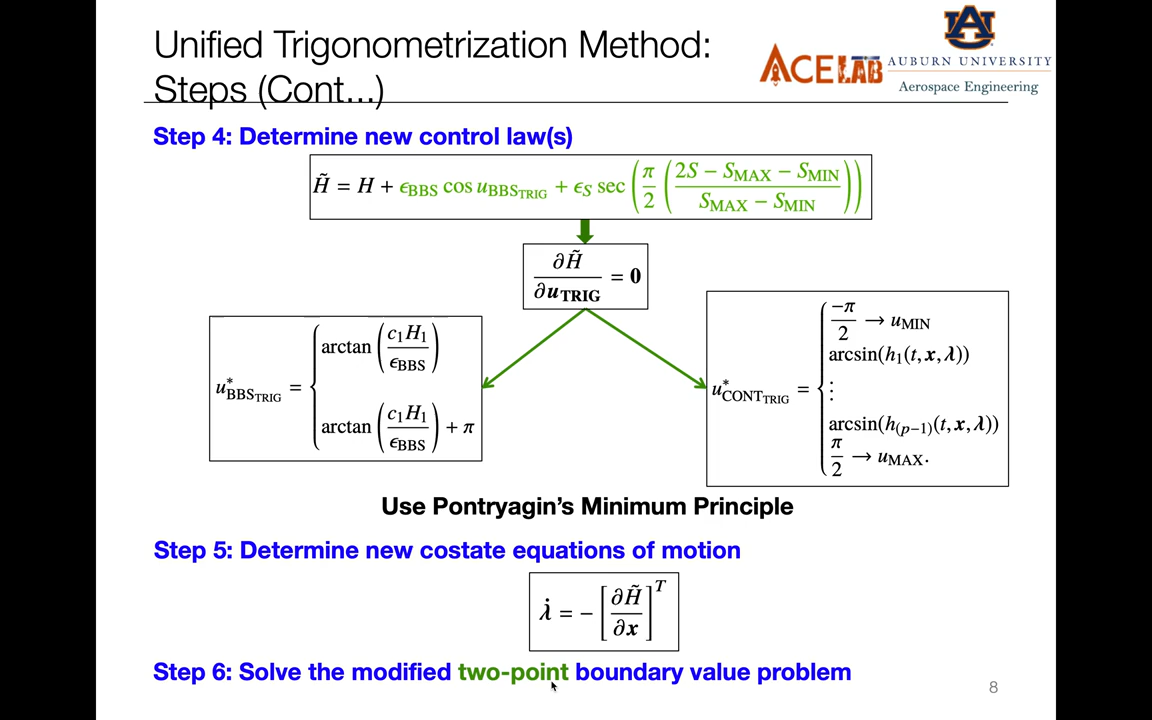 Unified Trigonometrization Method:
Steps (Cont...)
ACE LAB
AUBURN UNIVERSITY
Aerospace Engineering
Step 4: Determine new control law(s)
H̃ = H + ϵ_BBS cos u_BBS_TRIG + ϵ_S sec (π/2 ((2S − S_MAX − S_MIN)/(S_MAX − S_MIN)))
∂H̃/∂u_TRIG = 0
u*_BBS_TRIG = { arctan (c₁H₁/ϵ_BBS)
arctan (c₁H₁/ϵ_BBS) + π
u*_CONT_TRIG = { −π/2 → u_MIN
arcsin(h₁(t, x, λ))
⋮
arcsin(h_(p−1)(t, x, λ))
π/2 → u_MAX.
Use Pontryagin's Minimum Principle
Step 5: Determine new costate equations of motion
λ̇ = − [∂H̃/∂x]^T
Step 6: Solve the modified two-point boundary value problem
8